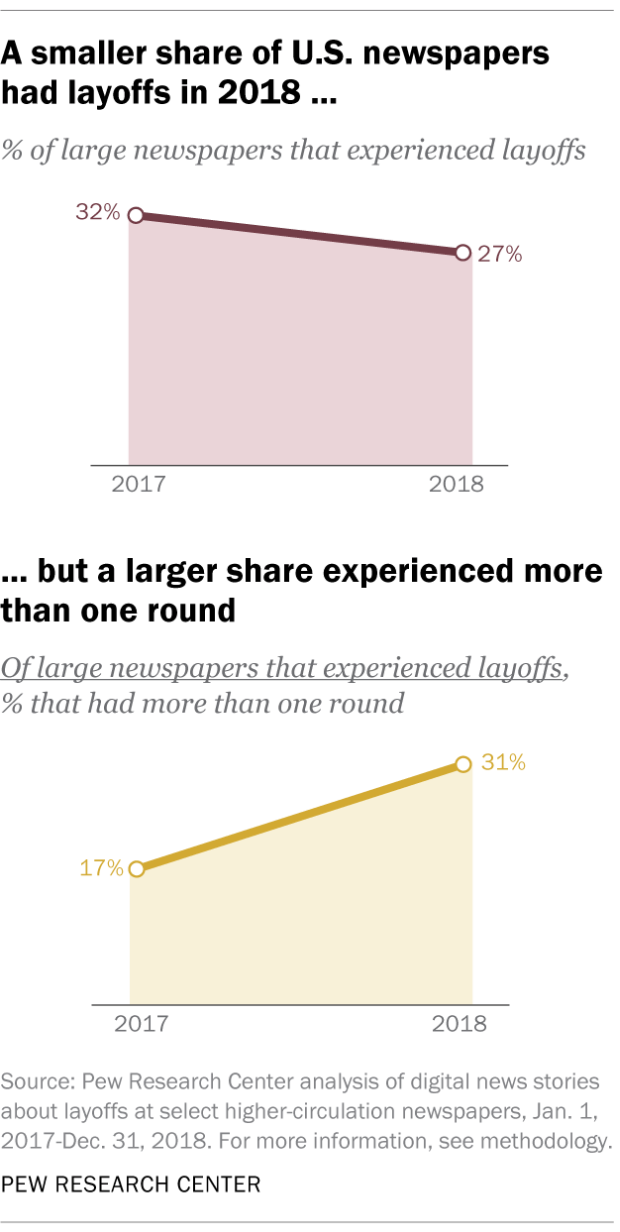 A smaller share of U.S. newspapers
had layoffs in 2018 ...
% of large newspapers that experienced layoffs
32%
27%
2017
2018
... but a larger share experienced more
than one round
Of large newspapers that experienced layoffs,
% that had more than one round
31%
17%
2017
2018
Source: Pew Research Center analysis of digital news stories
about layoffs at select higher-circulation newspapers, Jan. 1,
2017-Dec. 31, 2018. For more information, see methodology.
PEW RESEARCH CENTER